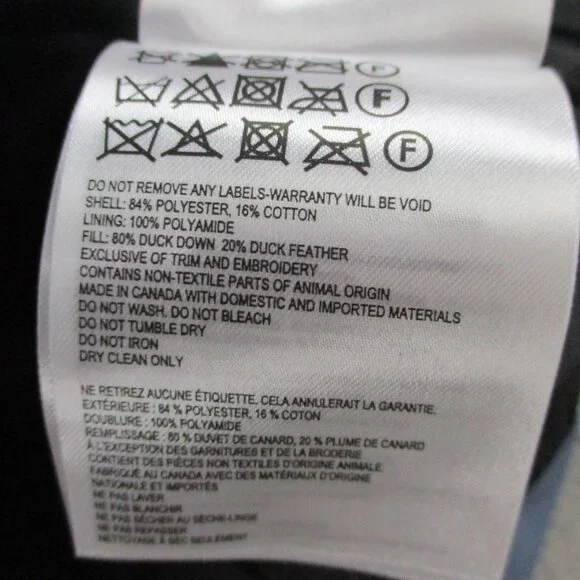 F
F
F
DO NOT REMOVE ANY LABELS-WARRANTY WILL BE VOID
SHELL: 84% POLYESTER, 16% COTTON
LINING: 100% POLYAMIDE
FILL: 80% DUCK DOWN 20% DUCK FEATHER
EXCLUSIVE OF TRIM AND EMBROIDERY
CONTAINS NON-TEXTILE PARTS OF ANIMAL ORIGIN
MADE IN CANADA WITH DOMESTIC AND IMPORTED MATERIALS
DO NOT WASH. DO NOT BLEACH
DO NOT TUMBLE DRY
DO NOT IRON
DRY CLEAN ONLY
NE RETIREZ AUCUNE ÉTIQUETTE, CELA ANNULERAIT LA GARANTIE.
EXTÉRIEURE : 84 % POLYESTER, 16 % COTON
DOUBLURE : 100% POLYAMIDE
REMPLISSAGE : 80 % DUVET DE CANARD, 20 % PLUME DE CANARD
À L'EXCEPTION DES GARNITURES ET DE LA BRODERIE
CONTIENT DES PIÈCES NON TEXTILES D'ORIGINE ANIMALE
FABRIQUÉ AU CANADA AVEC DES MATÉRIAUX D'ORIGINE
NATIONALE ET IMPORTÉS
NE PAS LAVER
NE PAS BLANCHIR
NE PAS SÉCHER AU SÈCHE-LINGE
NE PAS REPASSER
NETTOYAGE À SEC SEULEMENT